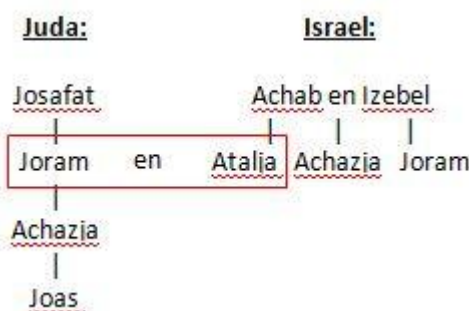 Juda: Israel:
Josafat Achab en Izebel
Joram en Atalja Achazja Joram
Achazja
Joas